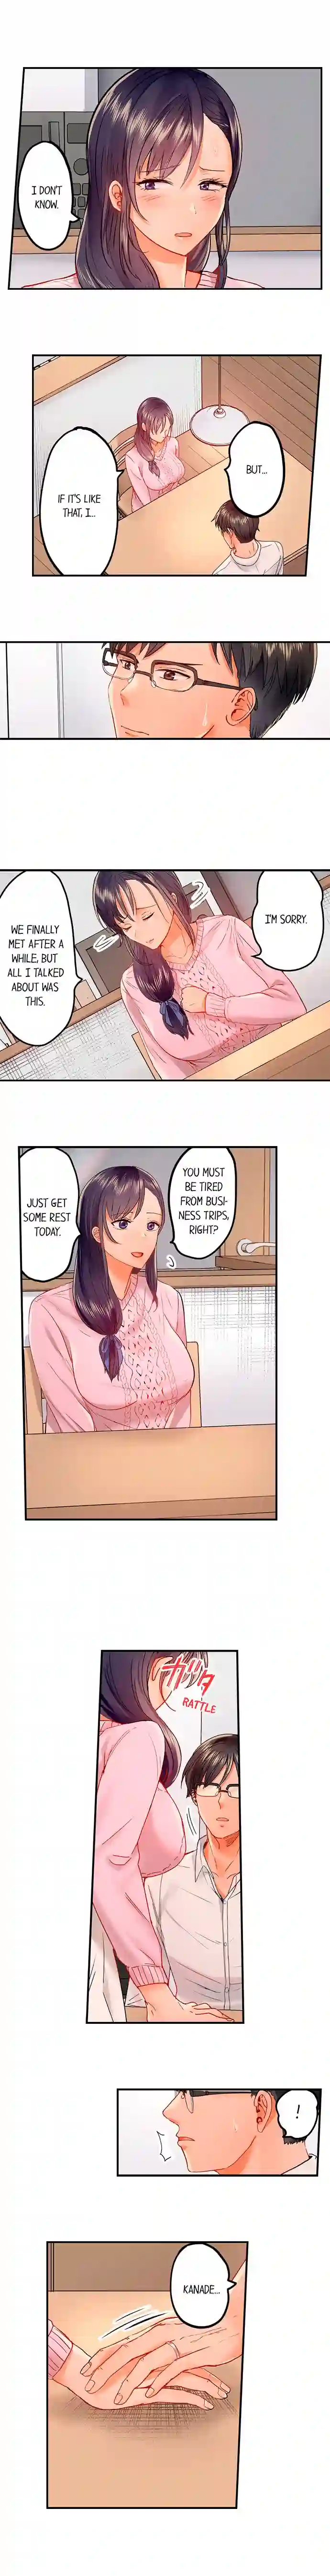 I DON'T
KNOW.
BUT...
IF IT'S LIKE
THAT, I...
I'M SORRY.
WE FINALLY
MET AFTER A
WHILE, BUT
ALL I TALKED
ABOUT WAS
THIS.
YOU MUST
BE TIRED
FROM BUSI-
NESS TRIPS,
RIGHT?
JUST GET
SOME REST
TODAY.
ガタ
RATTLE
!
KANADE...